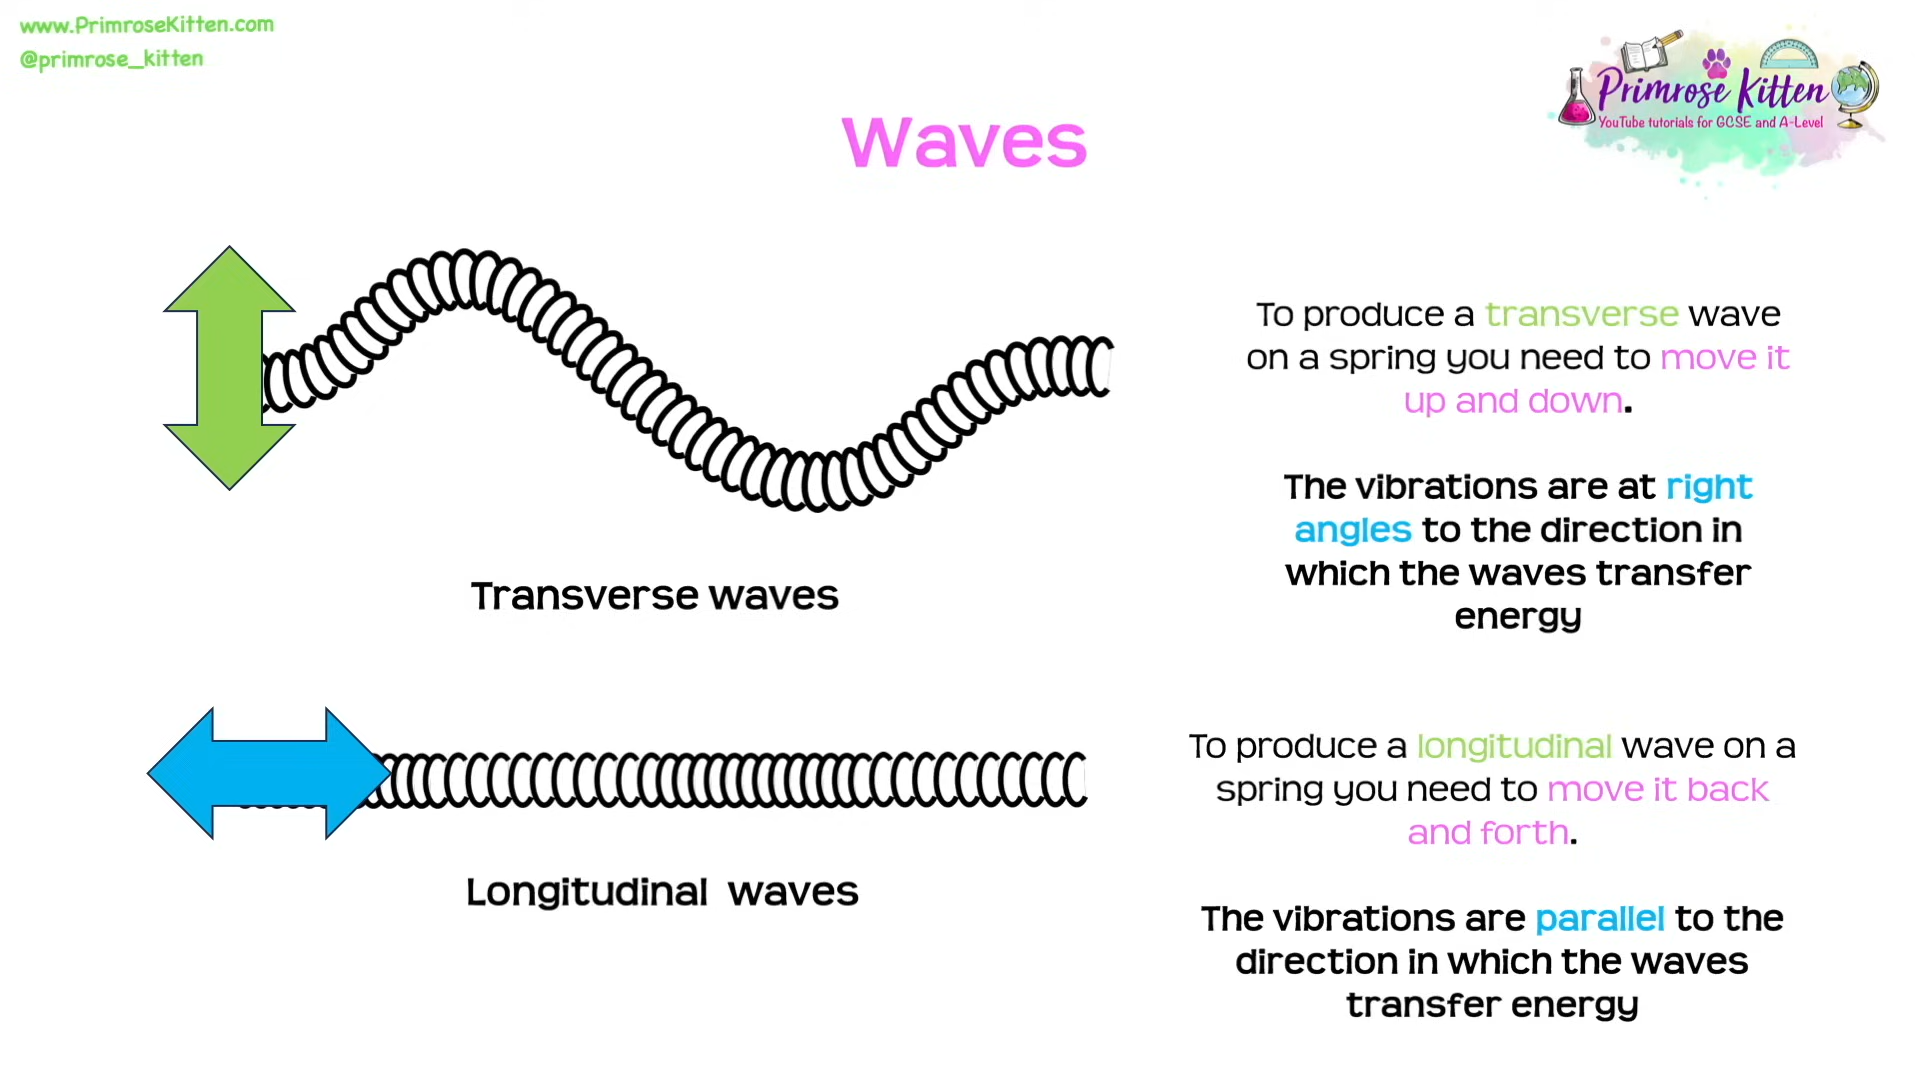 www.PrimroseKitten.com
@primrose_kitten
Primrose Kitten
YouTube tutorials for GCSE and A-Level
Waves
To produce a transverse wave
on a spring you need to move it
up and down.
The vibrations are at right
angles to the direction in
which the waves transfer
energy
Transverse waves
To produce a longitudinal wave on a
spring you need to move it back
and forth.
Longitudinal  waves
The vibrations are parallel to the
direction in which the waves
transfer energy